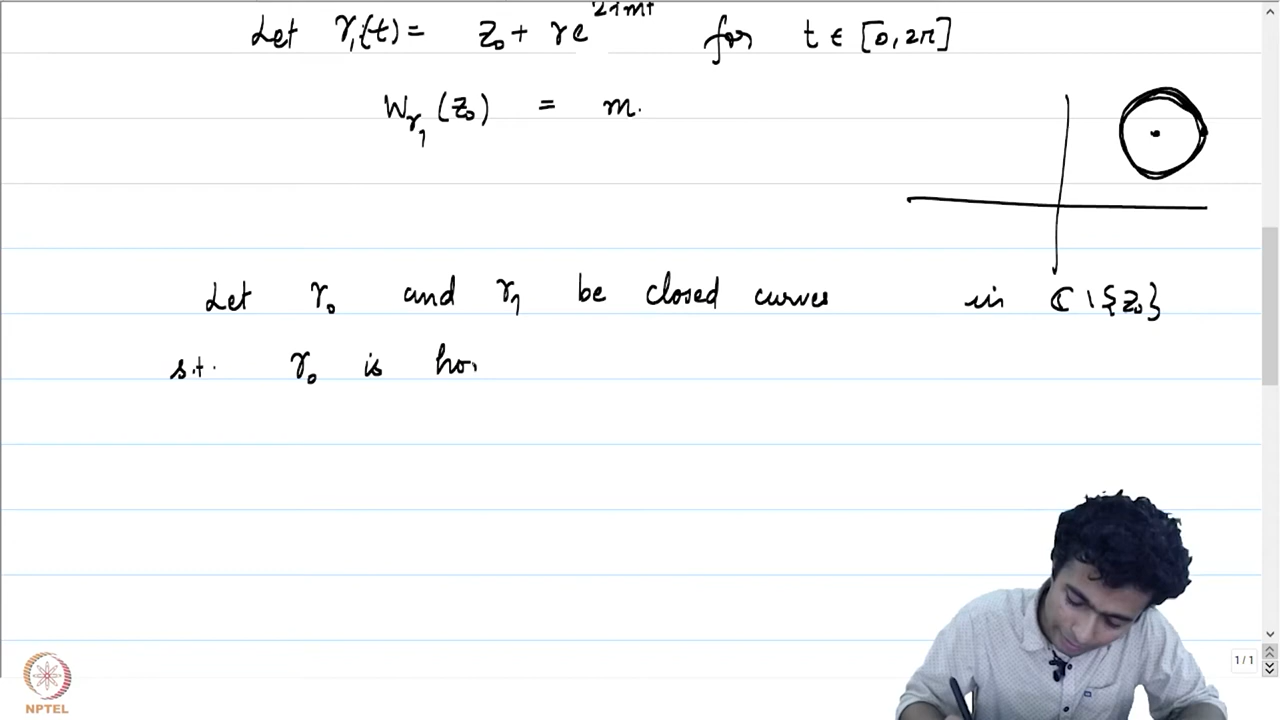 Let γ₁(t) = z₀ + re^{2πimt} for t ∈ [0, 2π]
W_{γ₁}(z₀) = m.
Let γ₀ and γ₁ be closed curves in ℂ \ {z₀}
s.t. γ₀ is ho
1/1
NPTEL